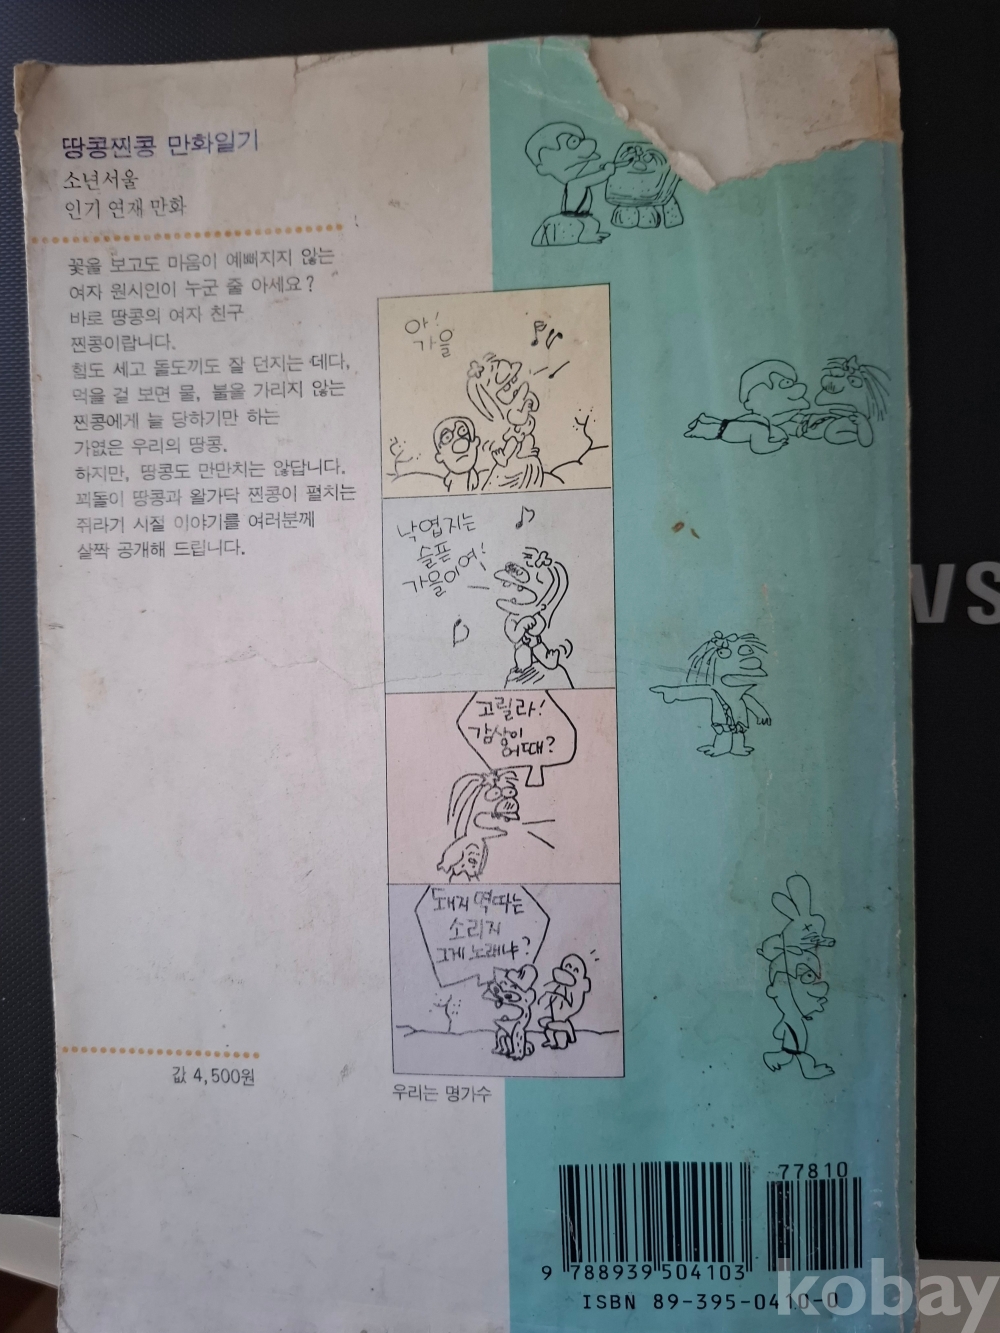 땅콩찐콩 만화일기
소년서울
인기 연재 만화
꽃을 보고도 마음이 예뻐지지 않는
여자 원시인이 누군 줄 아세요?
바로 땅콩의 여자 친구
찐콩이랍니다.
힘도 세고 돌도끼도 잘 던지는 데다,
먹을 걸 보면 물, 불을 가리지 않는
찐콩에게 늘 당하기만 하는
가엾은 우리의 땅콩.
하지만, 땅콩도 만만치는 않답니다.
꾀돌이 땅콩과 왈가닥 찐콩이 펼치는
쥐라기 시절 이야기를 여러분께
살짝 공개해 드립니다.
아!
가을
낙엽지는
슬픈
가을이여!
고릴라!
감상이
어때?
돼지 멱따는
소리지
그게 노래냐?
우리는 명가수
값 4,500원
77810
9 788939 504103
ISBN 89-395-0410-0
kobay
VS